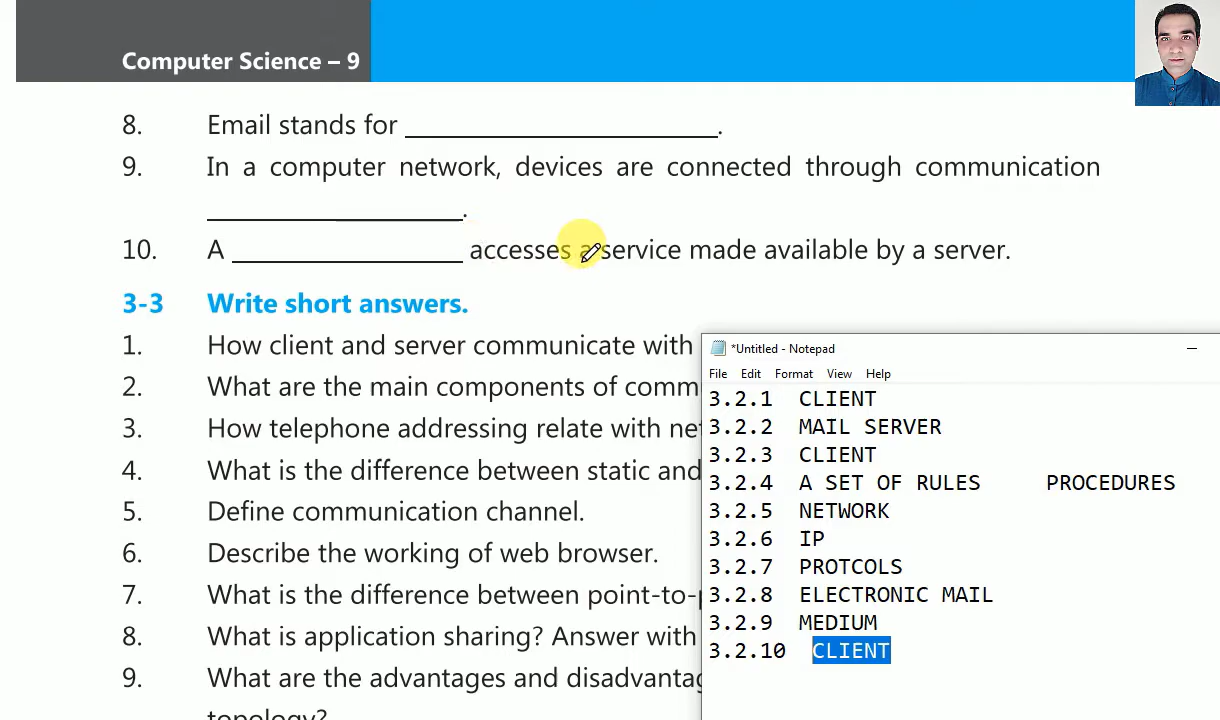 Computer Science – 9
8. Email stands for ______________________.
9. In a computer network, devices are connected through communication
__________________.
10. A ________________ accesses a service made available by a server.
3-3 Write short answers.
1. How client and server communicate with
2. What are the main components of comm
3. How telephone addressing relate with ne
4. What is the difference between static and
5. Define communication channel.
6. Describe the working of web browser.
7. What is the difference between point-to-p
8. What is application sharing? Answer with
9. What are the advantages and disadvantag
topology?
*Untitled - Notepad
File Edit Format View Help
3.2.1 CLIENT
3.2.2 MAIL SERVER
3.2.3 CLIENT
3.2.4 A SET OF RULES PROCEDURES
3.2.5 NETWORK
3.2.6 IP
3.2.7 PROTCOLS
3.2.8 ELECTRONIC MAIL
3.2.9 MEDIUM
3.2.10 CLIENT